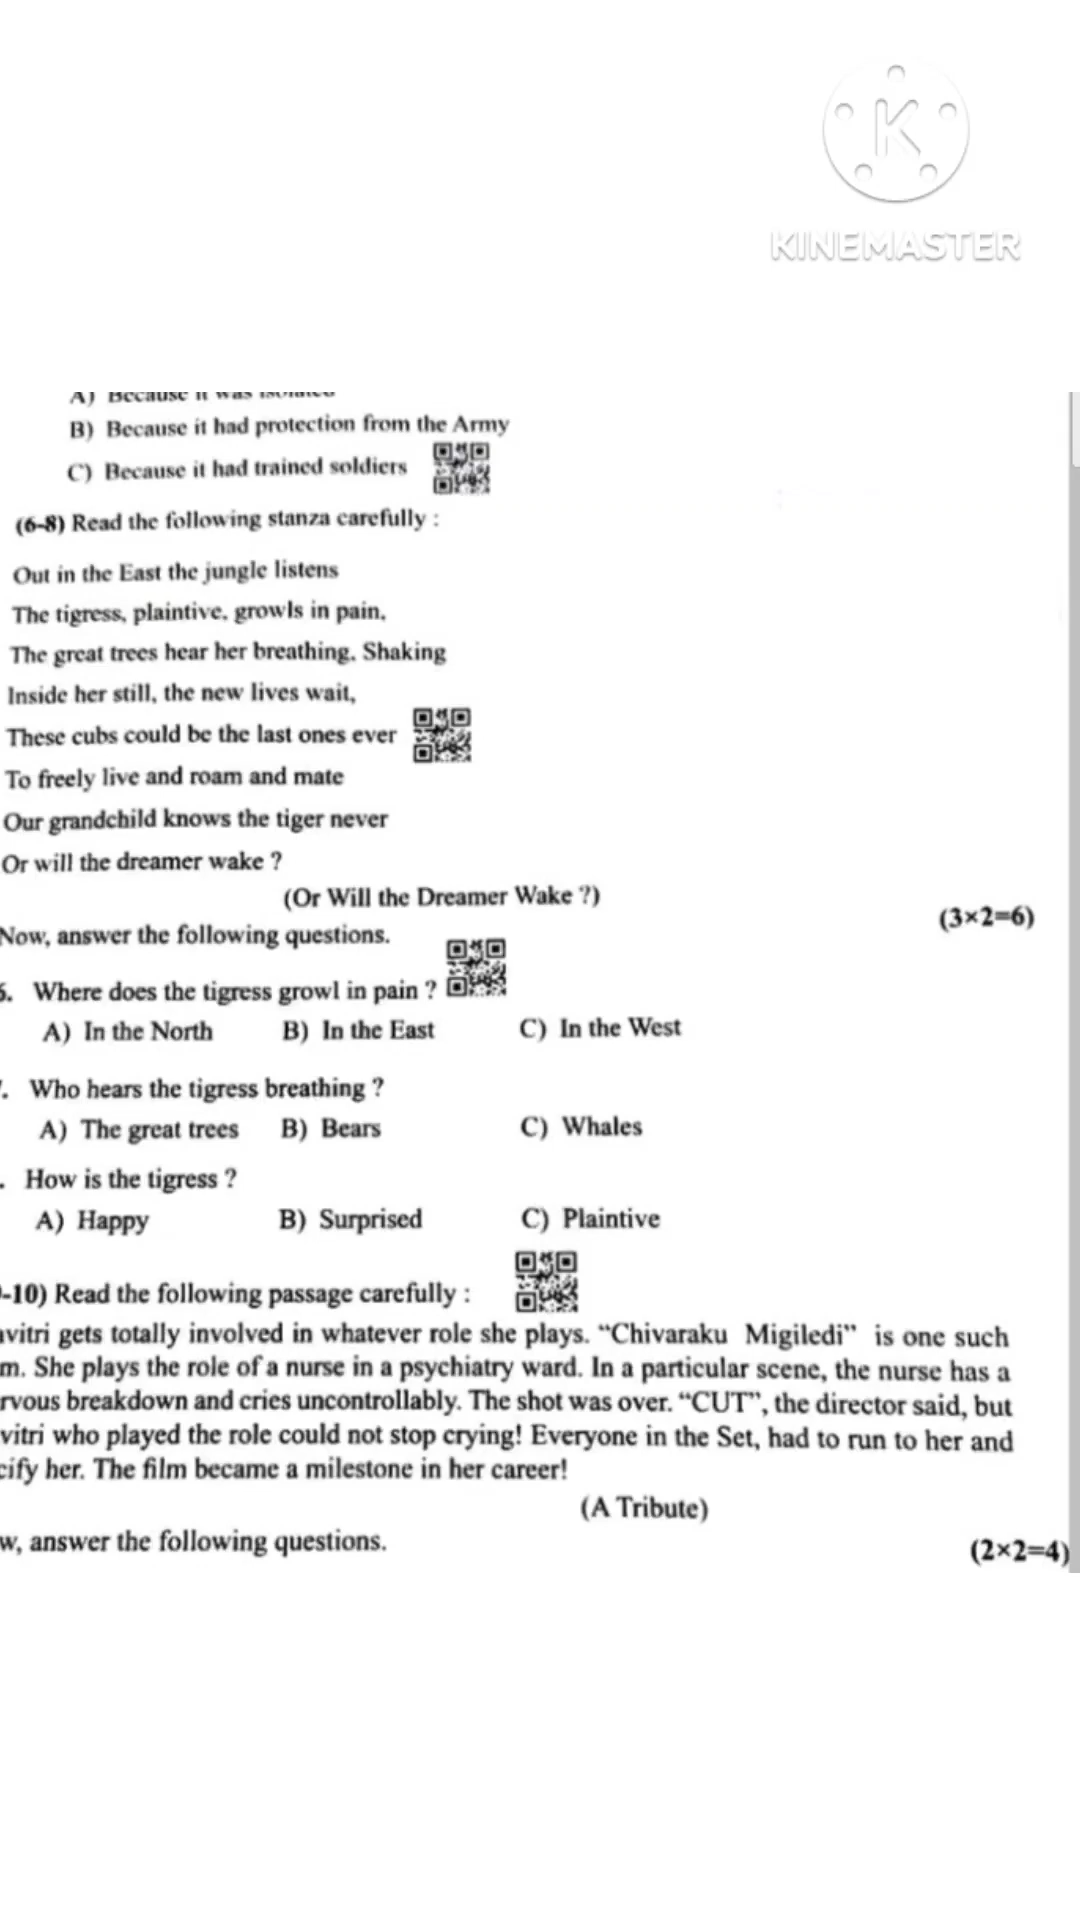 K
KINEMASTER
A) Because it was isolated
B) Because it had protection from the Army
C) Because it had trained soldiers
(6-8) Read the following stanza carefully :
Out in the East the jungle listens
The tigress, plaintive, growls in pain,
The great trees hear her breathing. Shaking
Inside her still, the new lives wait,
These cubs could be the last ones ever
To freely live and roam and mate
Our grandchild knows the tiger never
Or will the dreamer wake ?
(Or Will the Dreamer Wake ?)
Now, answer the following questions.
(3×2=6)
6. Where does the tigress growl in pain ?
A) In the North B) In the East C) In the West
. Who hears the tigress breathing ?
A) The great trees B) Bears C) Whales
. How is the tigress ?
A) Happy B) Surprised C) Plaintive
-10) Read the following passage carefully :
avitri gets totally involved in whatever role she plays. “Chivaraku Migiledi” is one such
m. She plays the role of a nurse in a psychiatry ward. In a particular scene, the nurse has a
rvous breakdown and cries uncontrollably. The shot was over. “CUT”, the director said, but
vitri who played the role could not stop crying! Everyone in the Set, had to run to her and
cify her. The film became a milestone in her career!
(A Tribute)
w, answer the following questions.
(2×2=4)